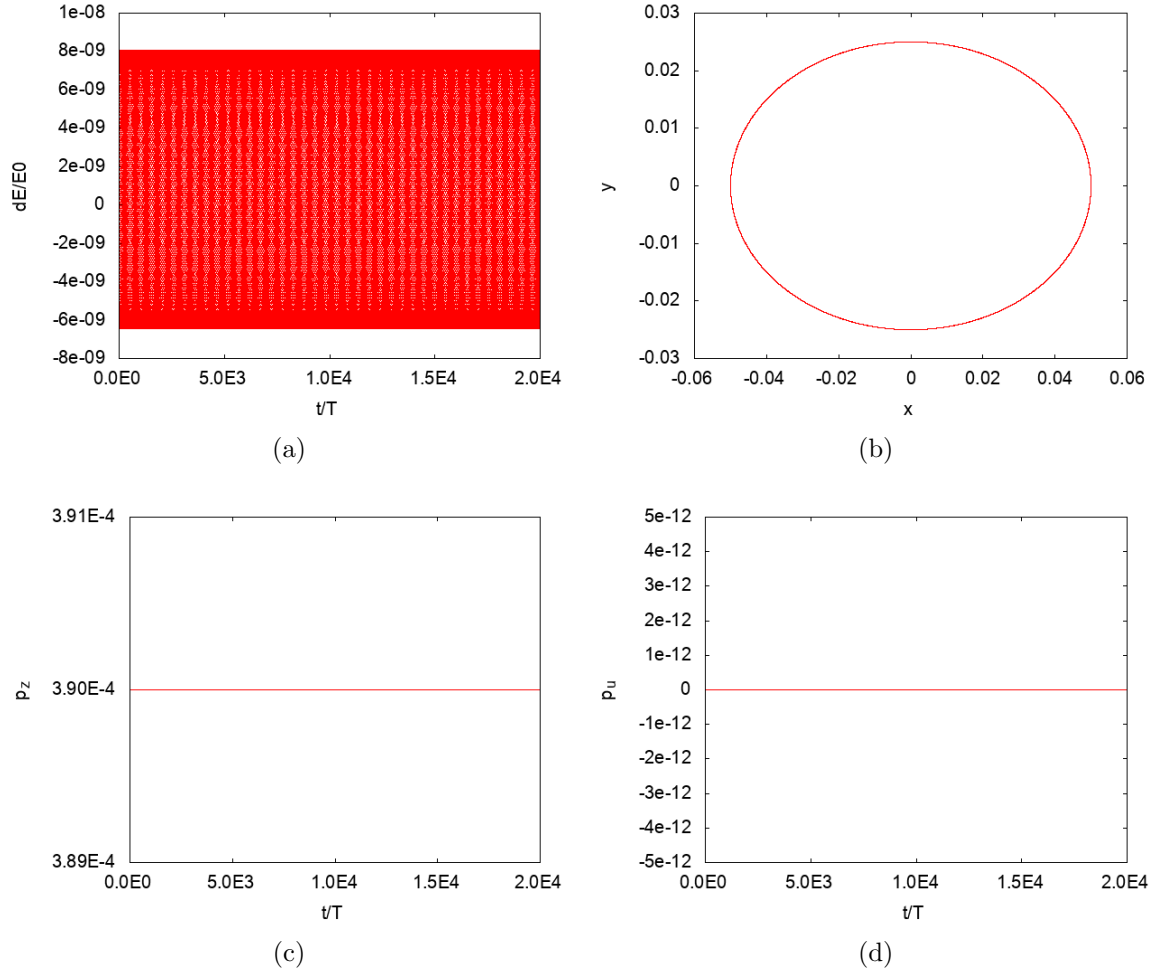 1e-08
8e-09
6e-09
4e-09
2e-09
0
-2e-09
-4e-09
-6e-09
-8e-09
dE/E0
0.0E0 5.0E3 1.0E4 1.5E4 2.0E4
t/T
(a)
0.03
0.02
0.01
0
-0.01
-0.02
-0.03
y
-0.06 -0.04 -0.02 0 0.02 0.04 0.06
x
(b)
3.91E-4
3.90E-4
3.89E-4
p_z
0.0E0 5.0E3 1.0E4 1.5E4 2.0E4
t/T
(c)
5e-12
4e-12
3e-12
2e-12
1e-12
0
-1e-12
-2e-12
-3e-12
-4e-12
-5e-12
p_u
0.0E0 5.0E3 1.0E4 1.5E4 2.0E4
t/T
(d)